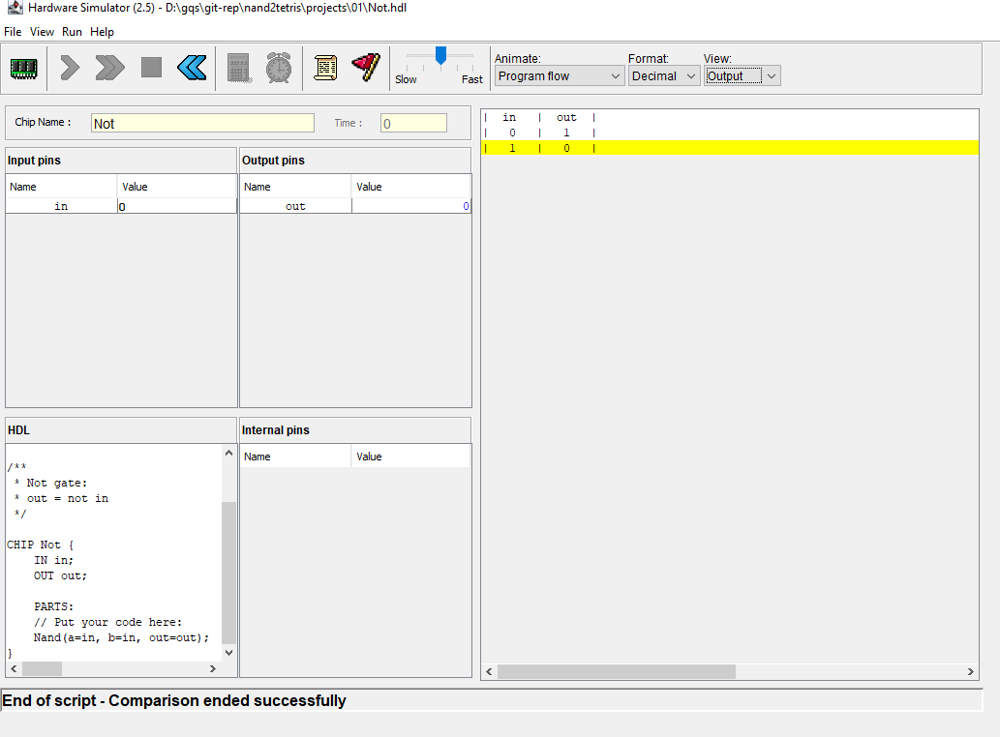 Hardware Simulator (2.5) - D:\gqs\git-rep\nand2tetris\projects\01\Not.hdl
File View Run Help
Slow Fast
Animate: Format: View:
Program flow Decimal Output
Chip Name : Not Time : 0
Input pins Output pins
Name Value Name Value
in 0 out 0
| in | out |
| 0 | 1 |
| 1 | 0 |
HDL Internal pins
Name Value
/**
* Not gate:
* out = not in
*/
CHIP Not {
IN in;
OUT out;
PARTS:
// Put your code here:
Nand(a=in, b=in, out=out);
}
End of script - Comparison ended successfully